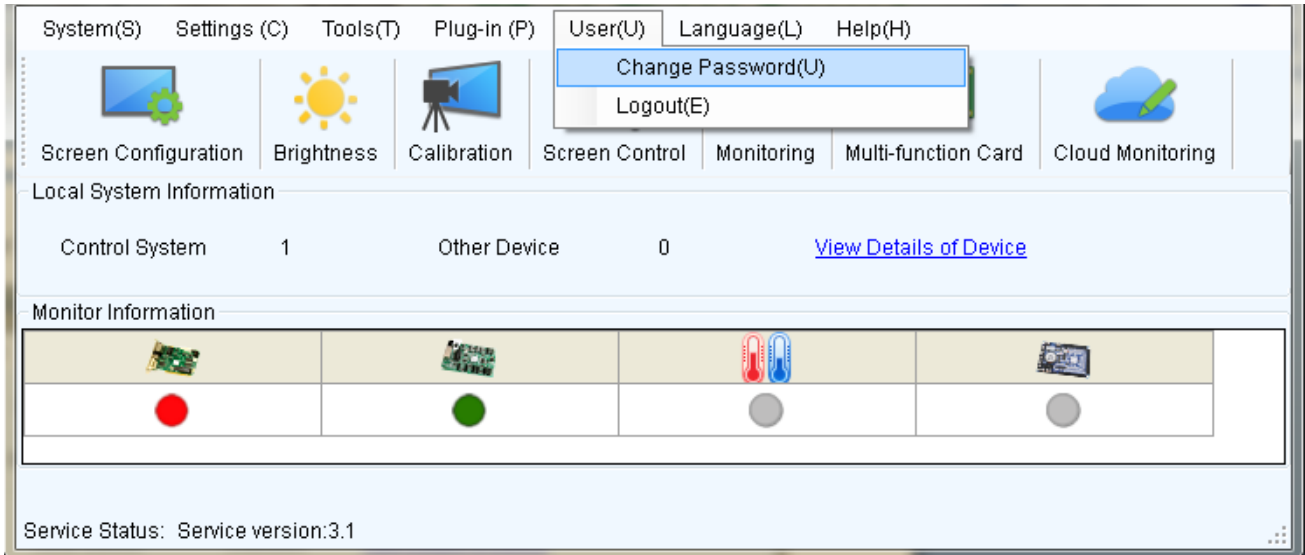 System(S) Settings (C) Tools(T) Plug-in (P) User(U) Language(L) Help(H)
Change Password(U)
Logout(E)
Screen Configuration Brightness Calibration Screen Control Monitoring Multi-function Card Cloud Monitoring
Local System Information
Control System 1 Other Device 0 View Details of Device
Monitor Information
Service Status: Service version:3.1